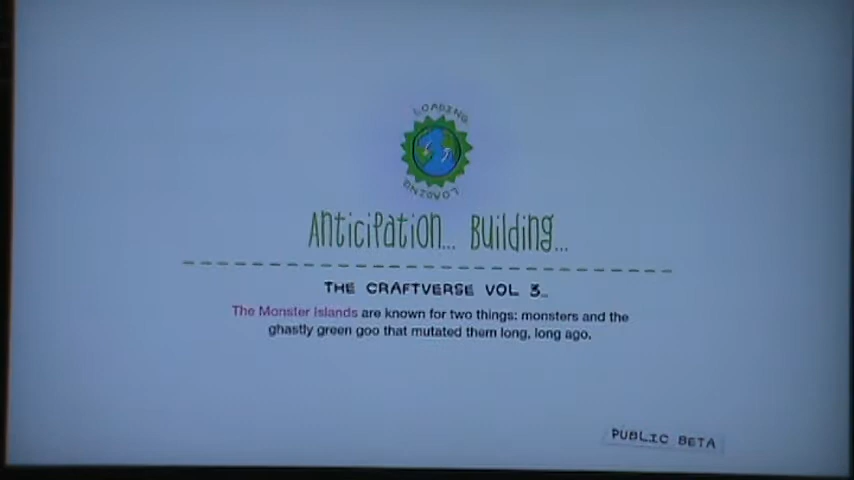 LOADING
LOADING
Anticipation... Building...
THE CRAFTVERSE VOL 3...
The Monster Islands are known for two things: monsters and the
ghastly green goo that mutated them long, long ago.
PUBLIC BETA